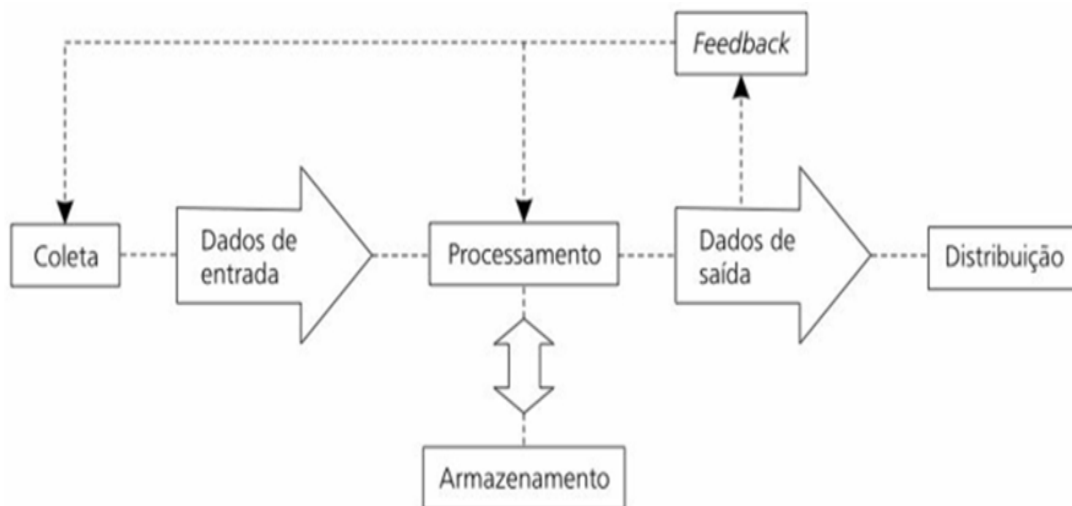 Feedback
Coleta
Dados de
entrada
Processamento
Dados de
saída
Distribuição
Armazenamento